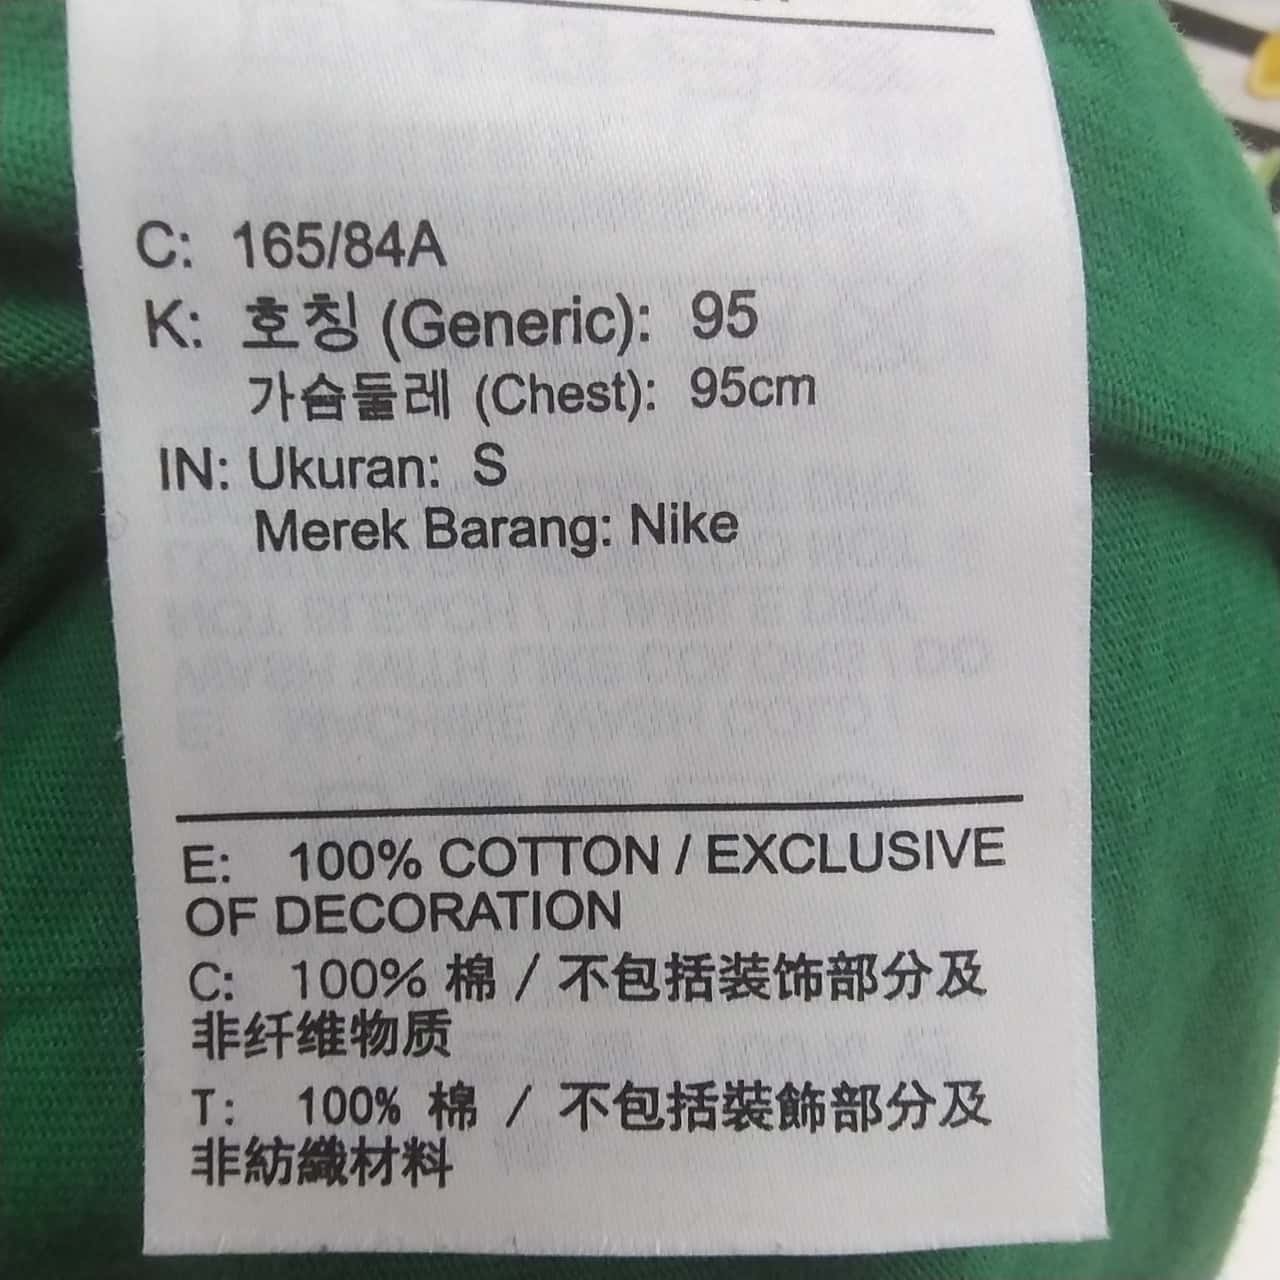 C: 165/84A
K: 호칭 (Generic): 95
가슴둘레 (Chest): 95cm
IN: Ukuran: S
Merek Barang: Nike
E: 100% COTTON / EXCLUSIVE
OF DECORATION
C: 100% 棉 / 不包括装饰部分及
非纤维物质
T: 100% 棉 / 不包括裝飾部分及
非紡織材料